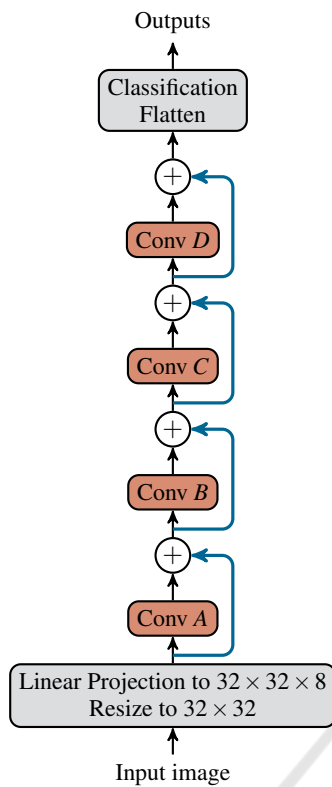 Outputs
Classification
Flatten
+
Conv D
+
Conv C
+
Conv B
+
Conv A
Linear Projection to 32 × 32 × 8
Resize to 32 × 32
Input image